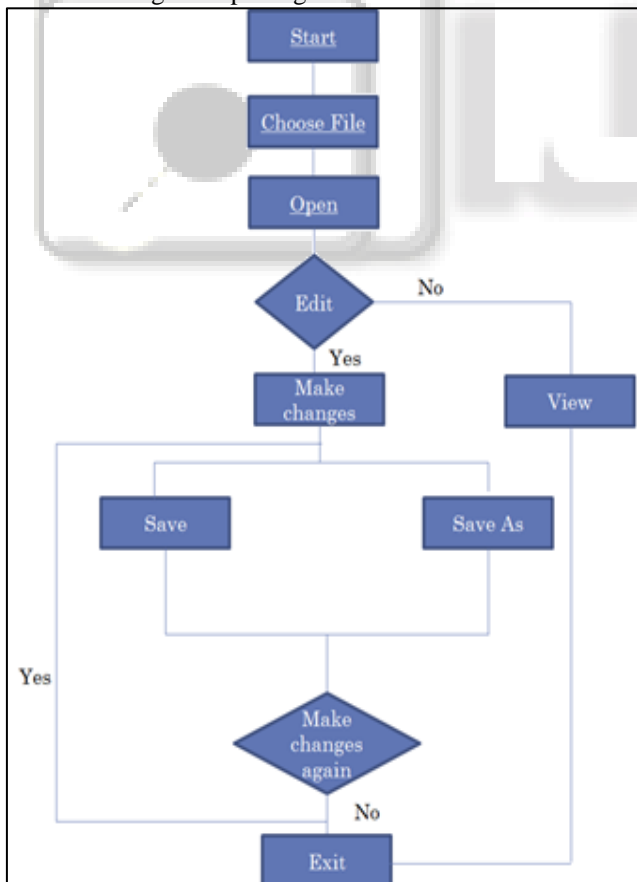 Start
Choose File
Open
Edit
No
Yes
Make
changes
View
Save
Save As
Yes
Make
changes
again
No
Exit